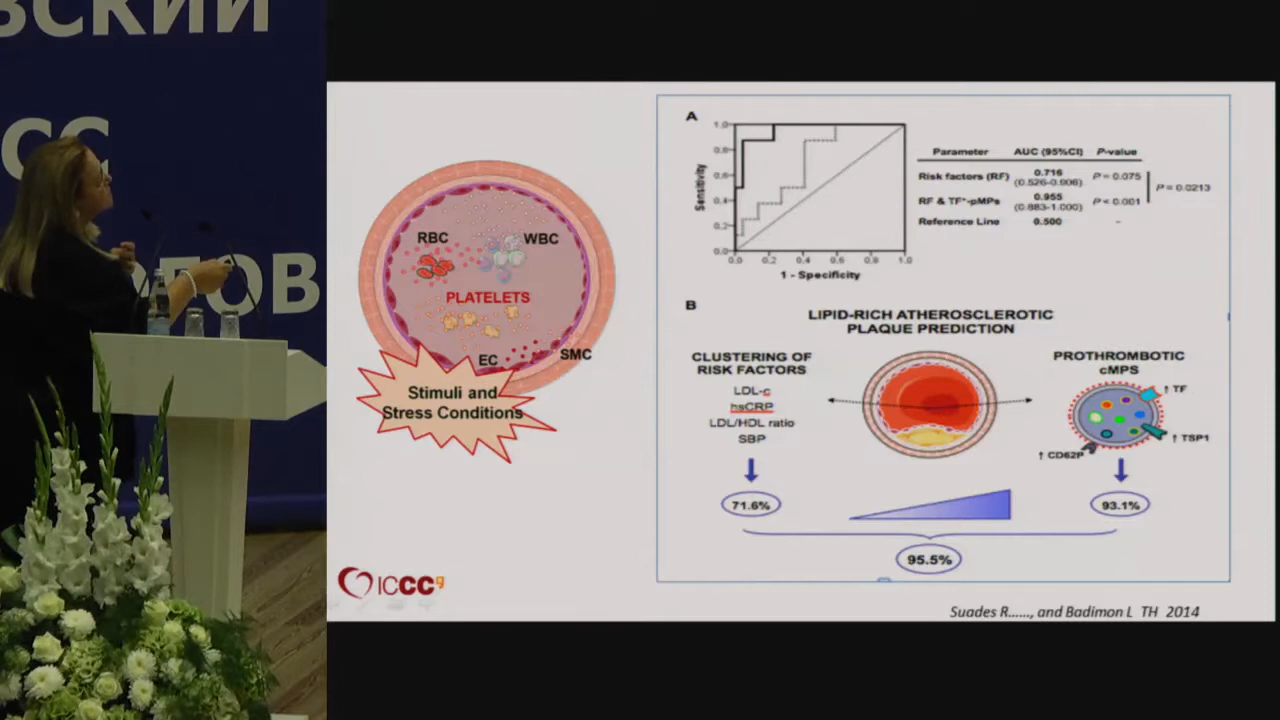 ВСКИЙ
СС
ОГОВ
RBC
WBC
PLATELETS
EC
SMC
Stimuli and
Stress Conditions
ICCC
A
Sensitivity
1.0
0.8
0.6
0.4
0.2
0.0
0.0 0.2 0.4 0.6 0.8 1.0
1 - Specificity
Parameter AUC (95%CI) P-value
Risk factors (RF) 0.716 (0.526-0.906) P = 0.075
RF & TF+-pMPs 0.955 (0.883-1.000) P < 0.001
P = 0.0213
Reference Line 0.500 -
B
LIPID-RICH ATHEROSCLEROTIC
PLAQUE PREDICTION
CLUSTERING OF
RISK FACTORS
LDL-c
hsCRP
LDL/HDL ratio
SBP
71.6%
PROTHROMBOTIC
cMPS
↑ TF
↑ TSP1
↑ CD62P
93.1%
95.5%
Suades R......, and Badimon L TH 2014